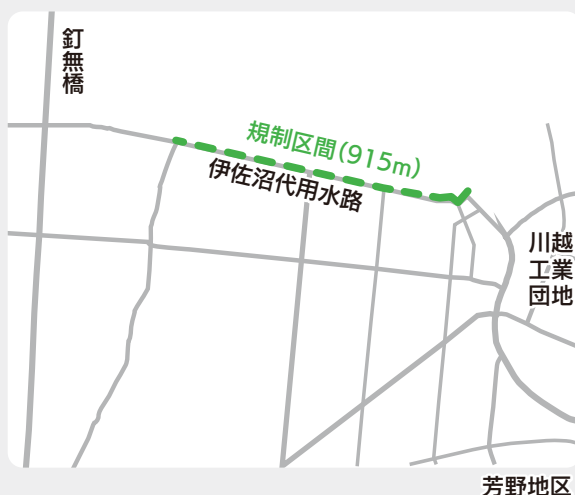 釘無橋
規制区間(915m)
伊佐沼代用水路
川越
工業
団地
芳野地区